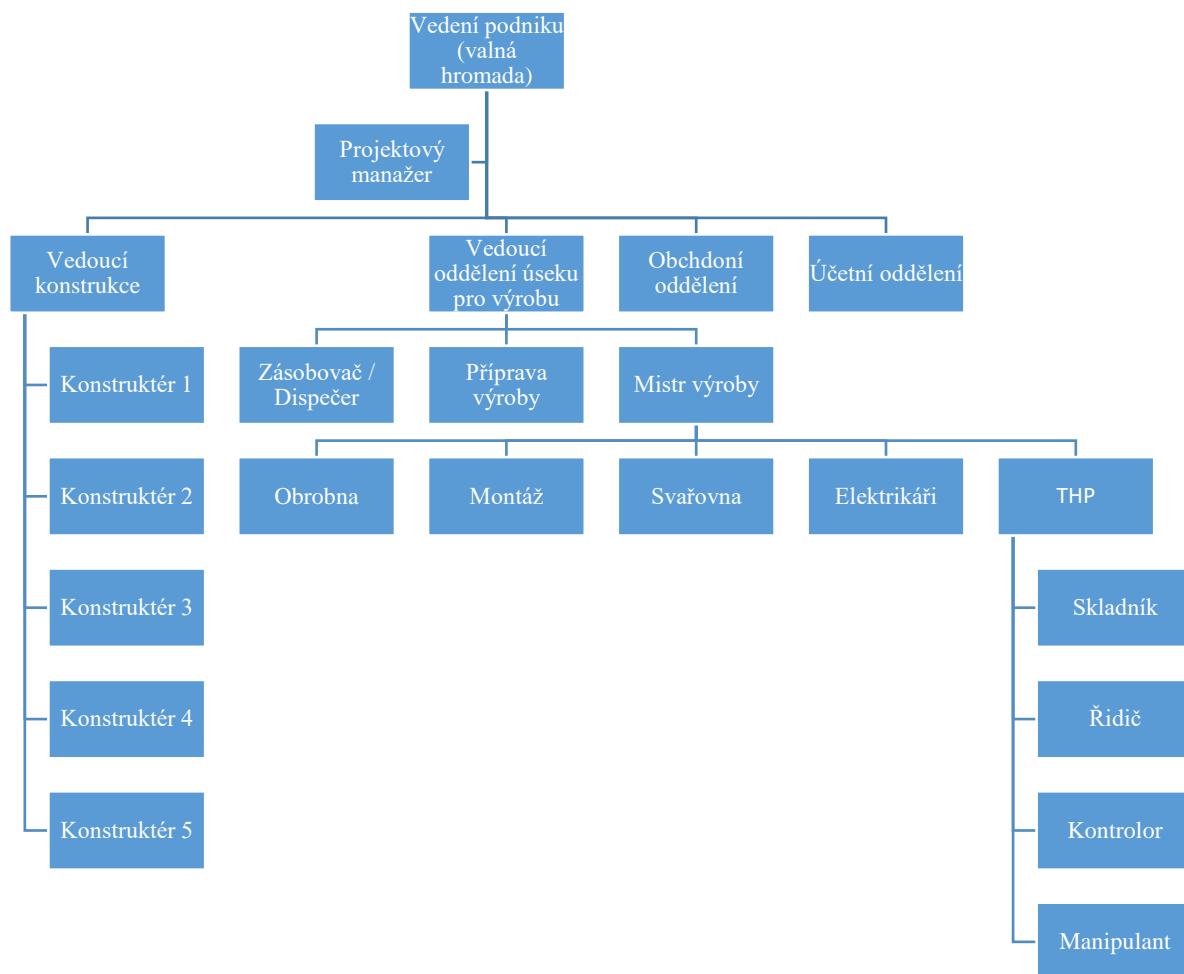 Vedení podniku
(valná
hromada)
Projektový
manažer
Vedoucí
konstrukce
Vedoucí
oddělení úseku
pro výrobu
Obchdoní
oddělení
Účetní oddělení
Konstruktér 1
Zásobovač /
Dispečer
Příprava
výroby
Mistr výroby
Konstruktér 2
Obrobna
Montáž
Svařovna
Elektrikáři
THP
Konstruktér 3
Skladník
Konstruktér 4
Řidič
Konstruktér 5
Kontrolor
Manipulant